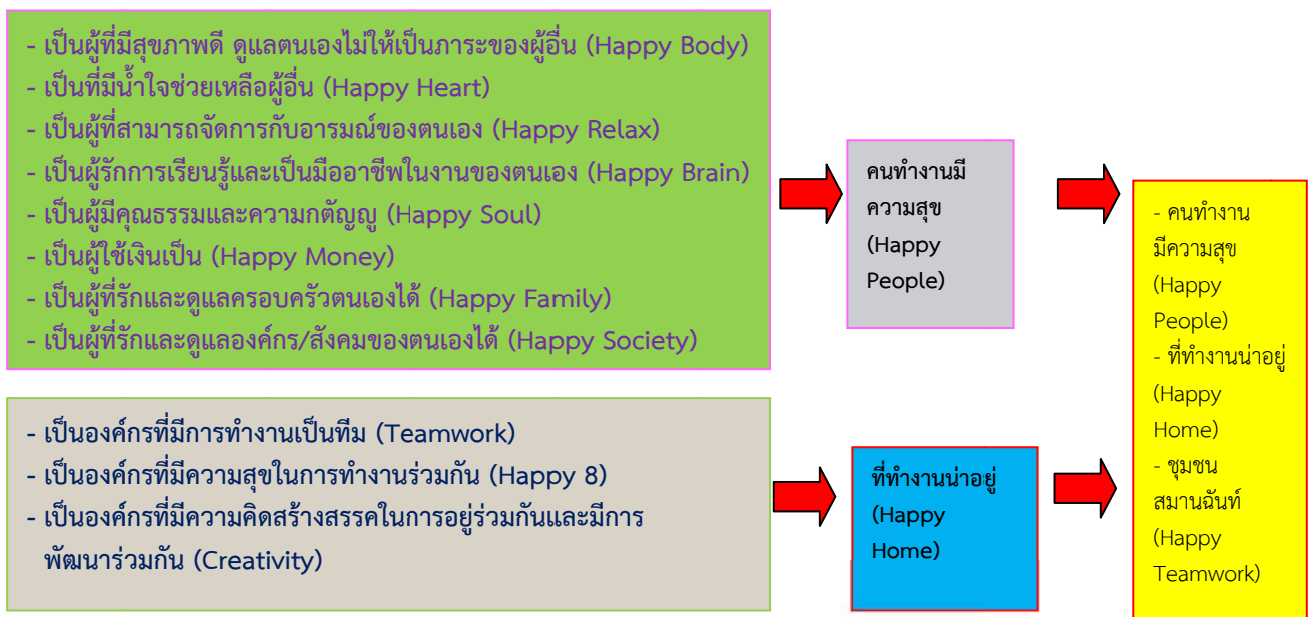 - เป็นผู้ที่มีสุขภาพดี ดูแลตนเองไม่ให้เป็นภาระของผู้อื่น (Happy Body)
- เป็นที่มีน้ำใจช่วยเหลือผู้อื่น (Happy Heart)
- เป็นผู้ที่สามารถจัดการกับอารมณ์ของตนเอง (Happy Relax)
- เป็นผู้รักการเรียนรู้และเป็นมืออาชีพในงานของตนเอง (Happy Brain)
- เป็นผู้มีคุณธรรมและความกตัญญู (Happy Soul)
- เป็นผู้ใช้เงินเป็น (Happy Money)
- เป็นผู้ที่รักและดูแลครอบครัวตนเองได้ (Happy Family)
- เป็นผู้ที่รักและดูแลองค์กร/สังคมของตนเองได้ (Happy Society)
คนทำงานมี
ความสุข
(Happy
People)
- เป็นองค์กรที่มีการทำงานเป็นทีม (Teamwork)
- เป็นองค์กรที่มีความสุขในการทำงานร่วมกัน (Happy 8)
- เป็นองค์กรที่มีความคิดสร้างสรรคในการอยู่ร่วมกันและมีการ
พัฒนาร่วมกัน (Creativity)
ที่ทำงานน่าอยู่
(Happy
Home)
- คนทำงาน
มีความสุข
(Happy
People)
- ที่ทำงานน่าอยู่
(Happy
Home)
- ชุมชน
สมานฉันท์
(Happy
Teamwork)